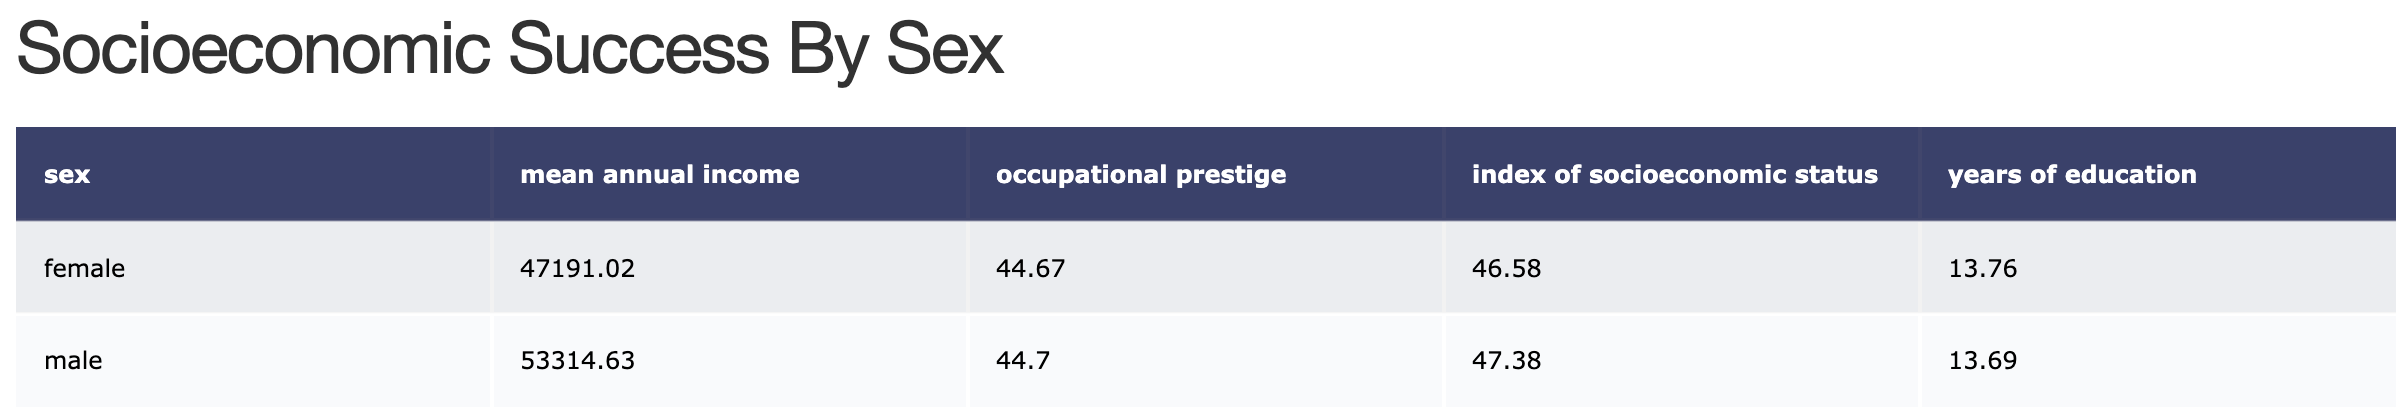 Socioeconomic Success By Sex
sex mean annual income occupational prestige index of socioeconomic status years of education
female 47191.02 44.67 46.58 13.76
male 53314.63 44.7 47.38 13.69